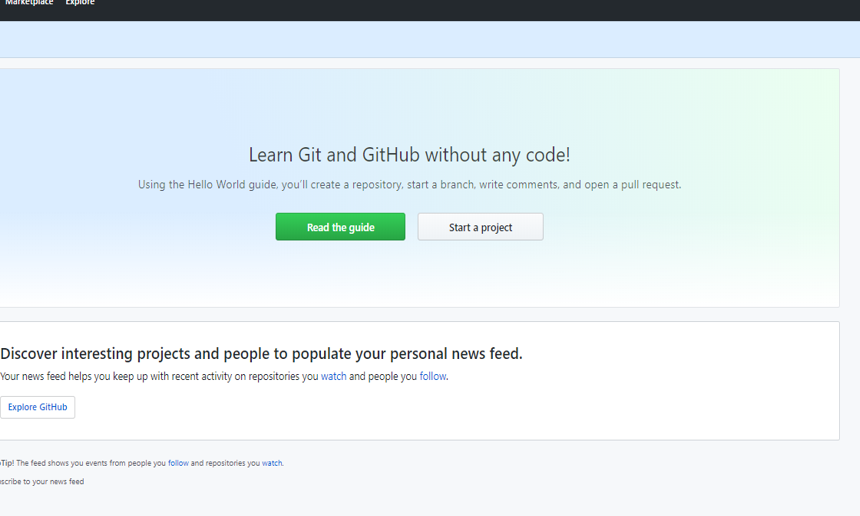 Marketplace Explore
Learn Git and GitHub without any code!
Using the Hello World guide, you'll create a repository, start a branch, write comments, and open a pull request.
Read the guide Start a project
Discover interesting projects and people to populate your personal news feed.
Your news feed helps you keep up with recent activity on repositories you watch and people you follow.
Explore GitHub
Tip! The feed shows you events from people you follow and repositories you watch.
scribe to your news feed